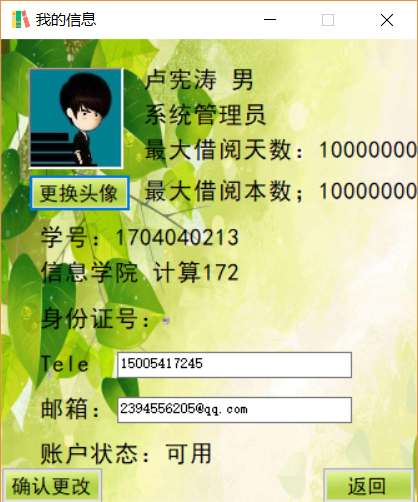 我的信息
卢宪涛 男
系统管理员
最大借阅天数：10000000
更换头像
最大借阅本数；10000000
学号：1704040213
信息学院 计算172
身份证号：
Tele 15005417245
邮箱：2394556205@qq.com
账户状态：可用
确认更改 返回